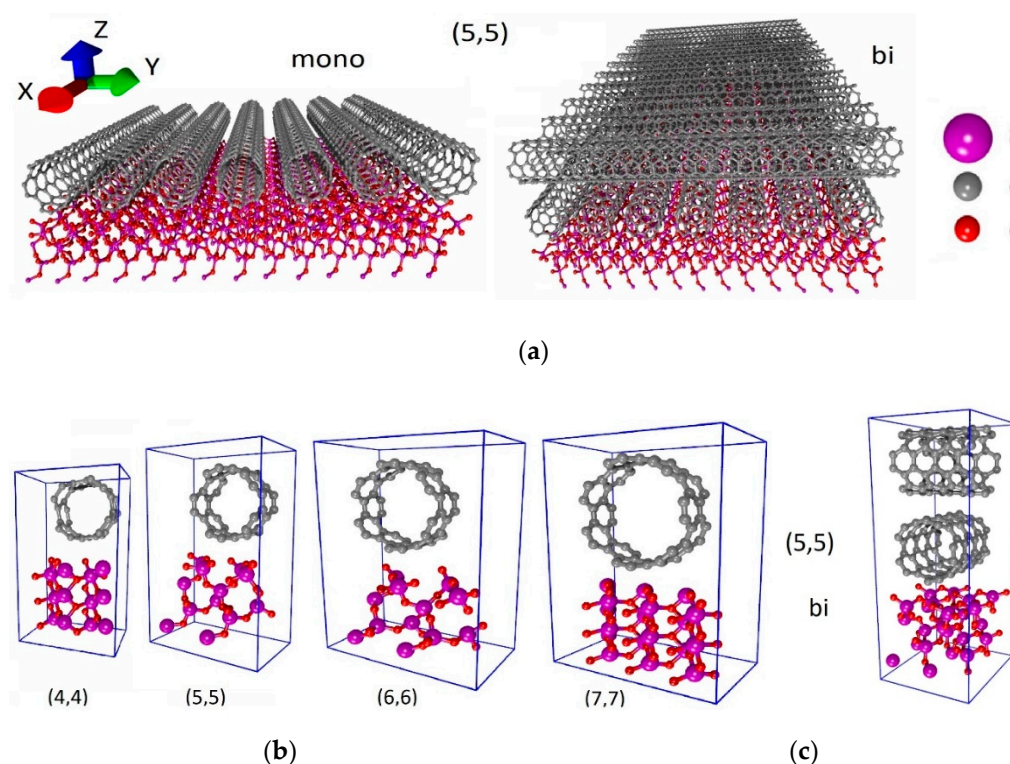 Z
Y
X
mono
(5,5)
bi
(a)
(4,4)
(5,5)
(6,6)
(7,7)
(5,5)
bi
(b)
(c)